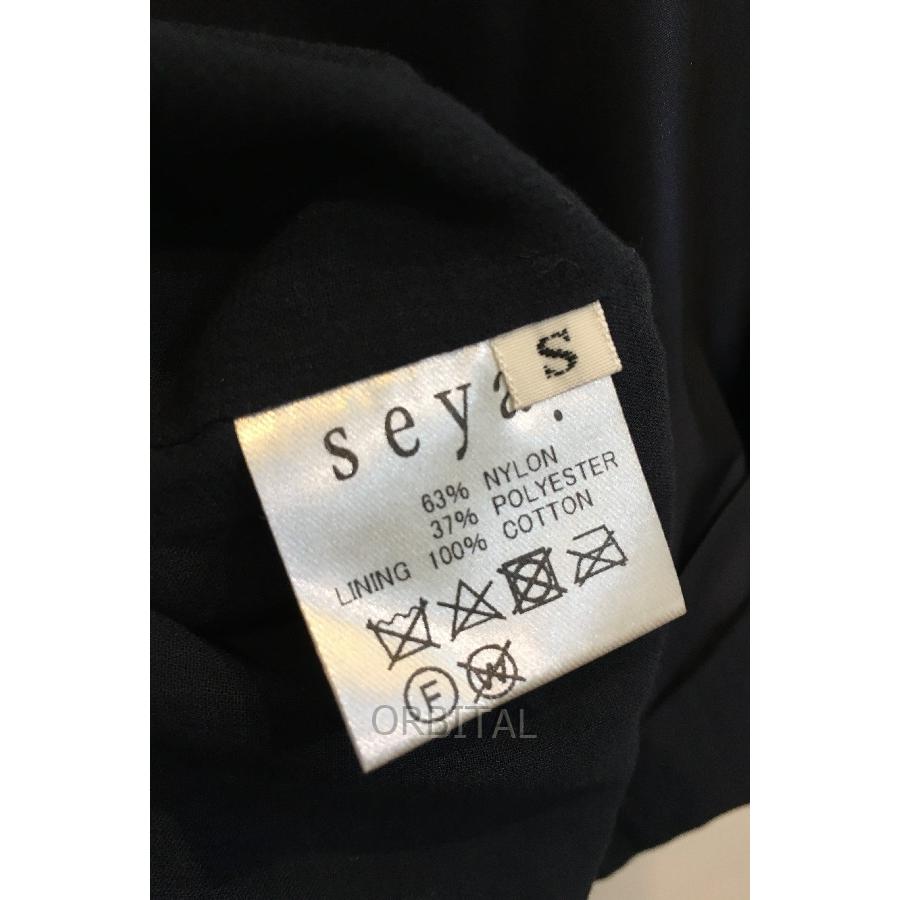 S
seya.
63% NYLON
37% POLYESTER
LINING 100% COTTON
F
W
ORBITAL